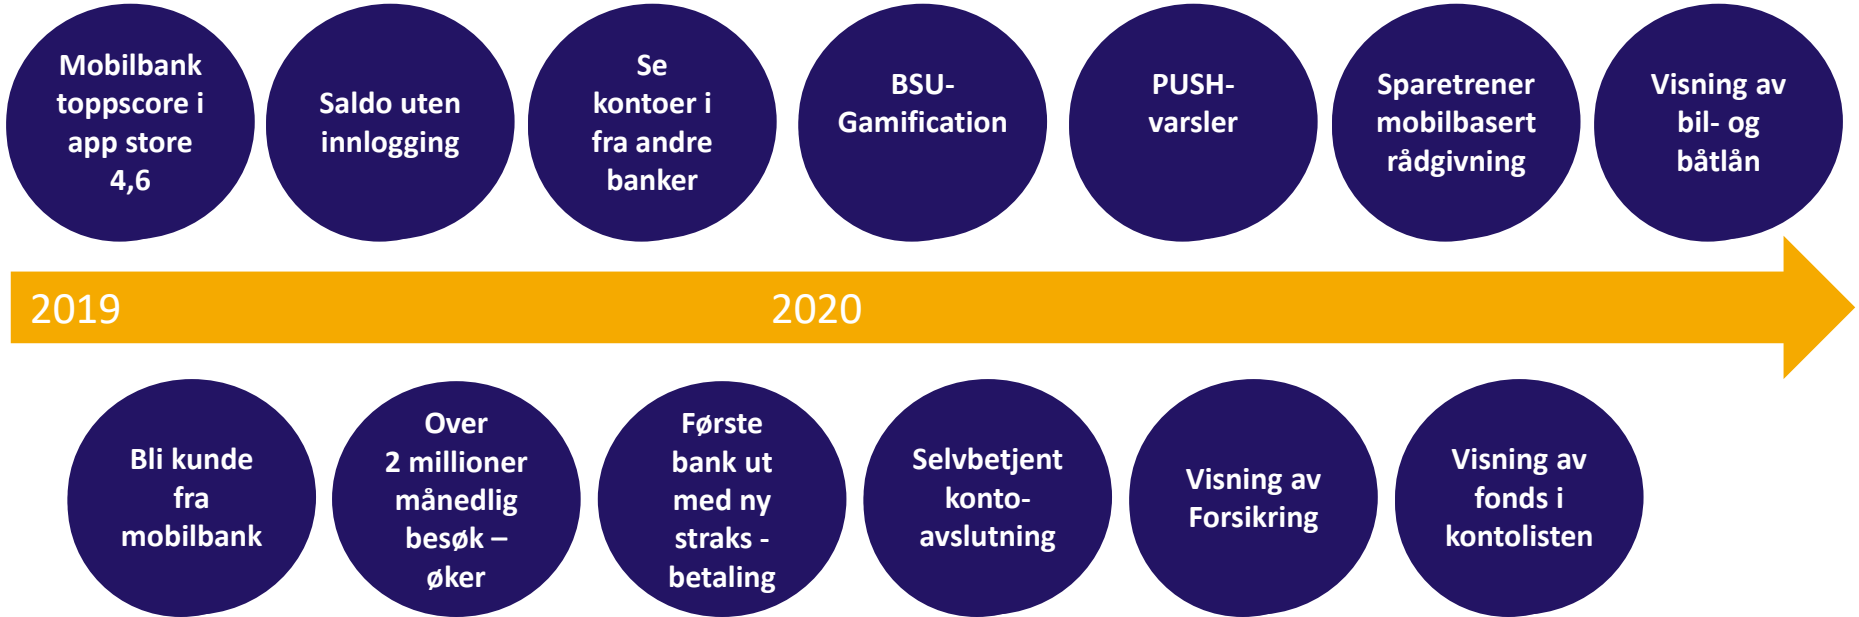 Mobilbank
toppscore i
app store
4,6
Saldo uten
innlogging
Se
kontoer i
fra andre
banker
BSU-
Gamification
PUSH-
varsler
Sparetrener
mobilbasert
rådgivning
Visning av
bil- og
båtlån
2019
2020
Bli kunde
fra
mobilbank
Over
2 millioner
månedlig
besøk –
øker
Første
bank ut
med ny
straks -
betaling
Selvbetjent
konto-
avslutning
Visning av
Forsikring
Visning av
fonds i
kontolisten